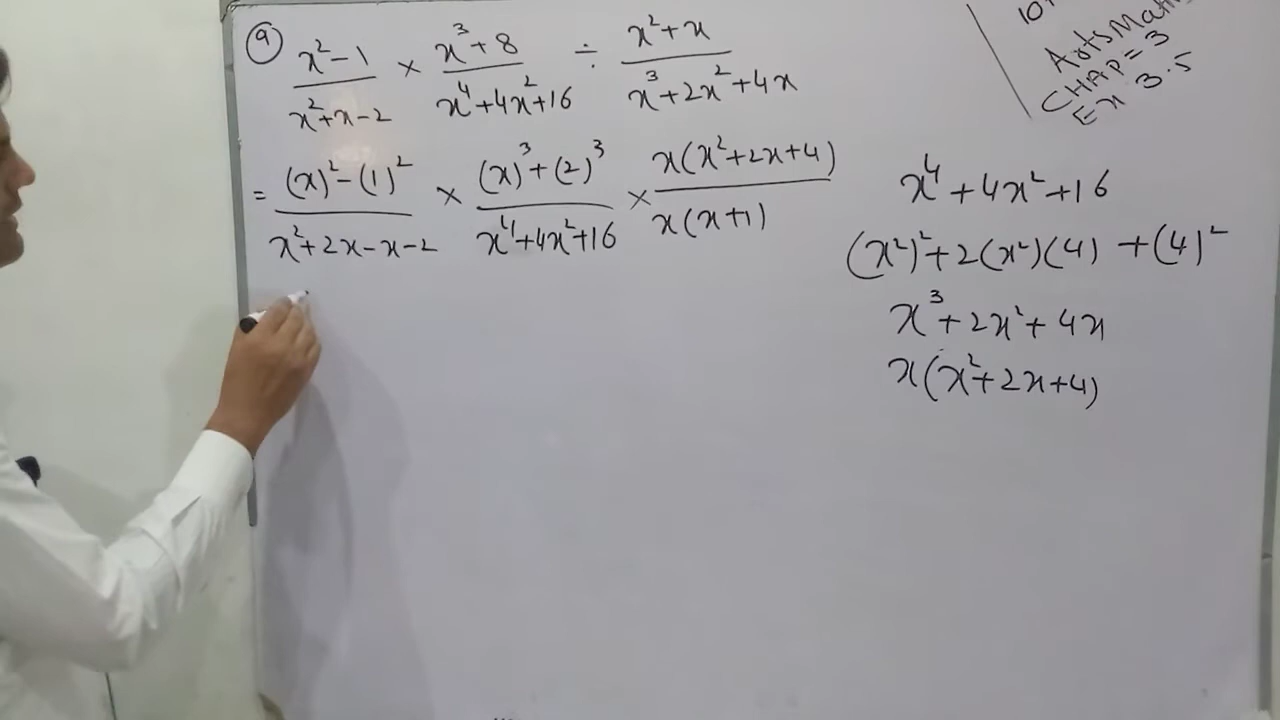 9 (x² - 1)/(x² + x - 2) × (x³ + 8)/(x⁴ + 4x² + 16) ÷ (x² + x)/(x³ + 2x² + 4x)
= ((x)² - (1)²)/(x² + 2x - x - 2) × ((x)³ + (2)³)/(x⁴ + 4x² + 16) × x(x² + 2x + 4)/x(x + 1)
Arts Math
CHAP = 3
Ex 3.5
x⁴ + 4x² + 16
(x²)² + 2(x²)(4) + (4)²
x³ + 2x² + 4x
x(x² + 2x + 4)